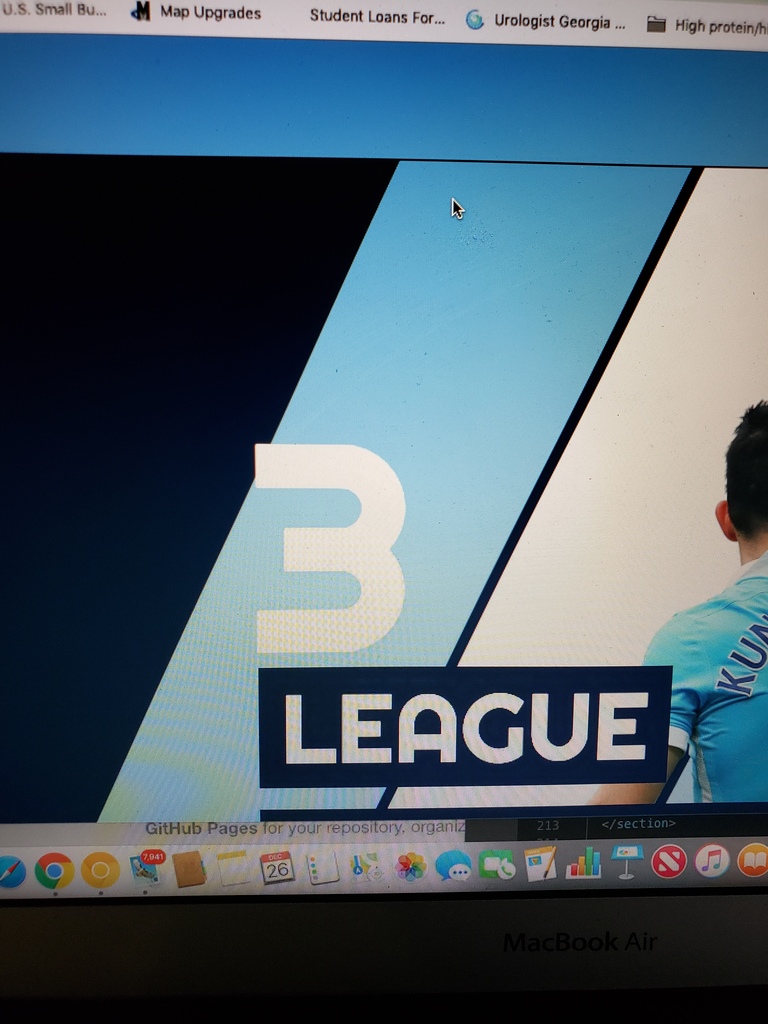 U.S. Small Bu... Map Upgrades Student Loans For... Urologist Georgia ... High protein/h
3
LEAGUE
KUN
GitHub Pages for your repository, organiz
213 </section>
7,941
DEC
26
MacBook Air